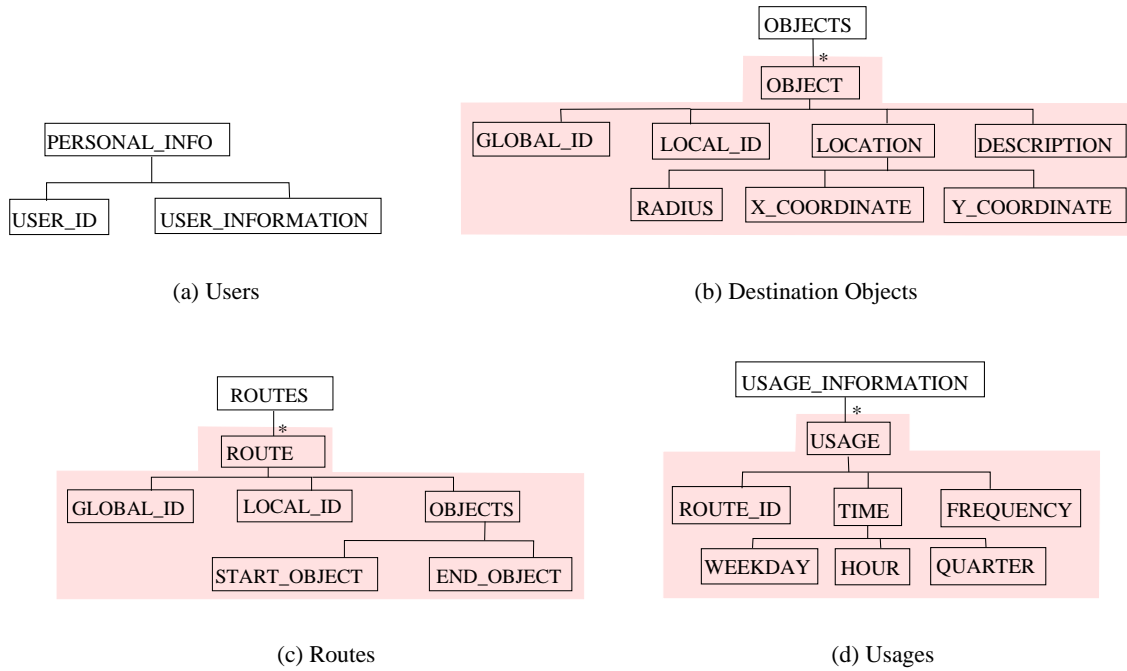 OBJECTS
*
OBJECT
GLOBAL_ID LOCAL_ID LOCATION DESCRIPTION
RADIUS X_COORDINATE Y_COORDINATE
PERSONAL_INFO
USER_ID USER_INFORMATION
(a) Users
(b) Destination Objects
ROUTES
*
ROUTE
GLOBAL_ID LOCAL_ID OBJECTS
START_OBJECT END_OBJECT
(c) Routes
USAGE_INFORMATION
*
USAGE
ROUTE_ID TIME FREQUENCY
WEEKDAY HOUR QUARTER
(d) Usages